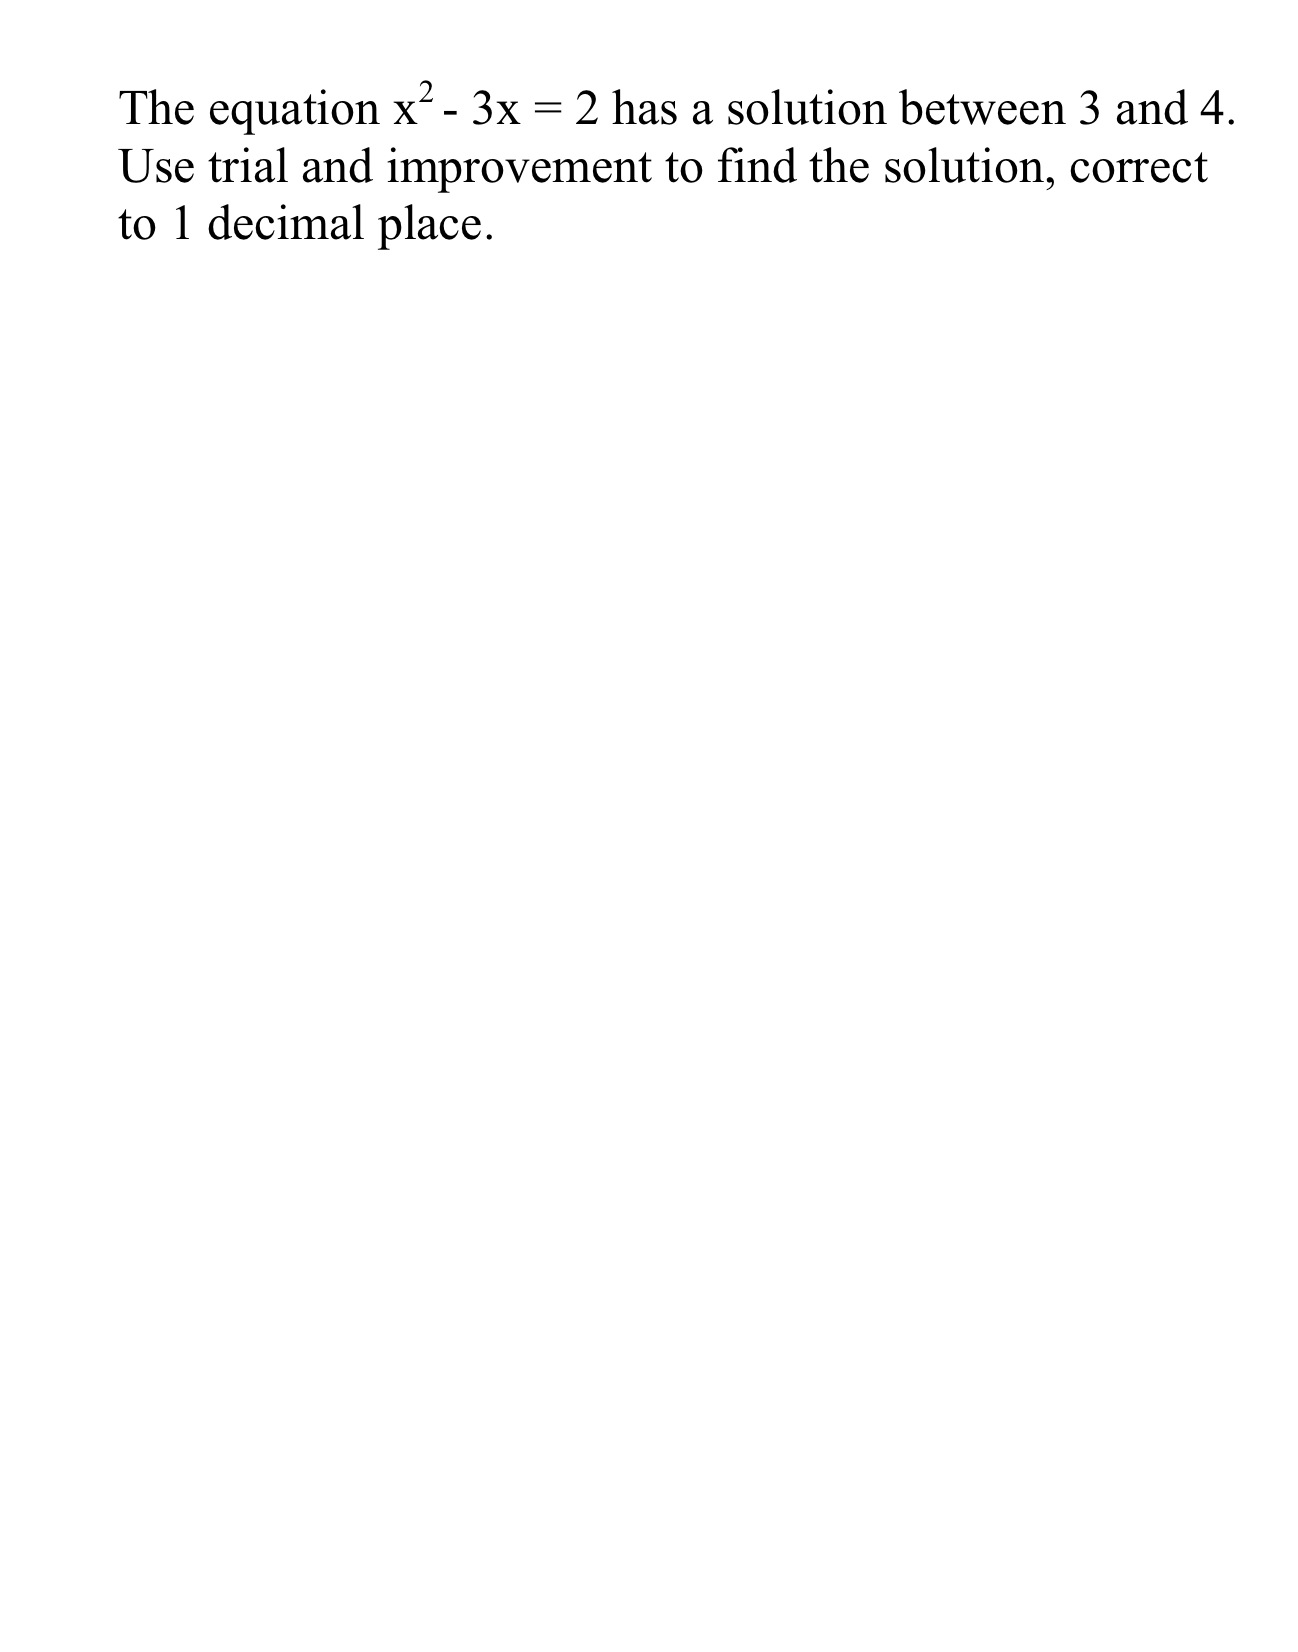 The equation x² - 3x = 2 has a solution between 3 and 4.
Use trial and improvement to find the solution, correct
to 1 decimal place.